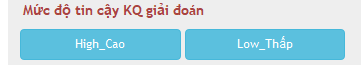 Mức độ tin cậy KQ giải đoán
High_Cao
Low_Thấp